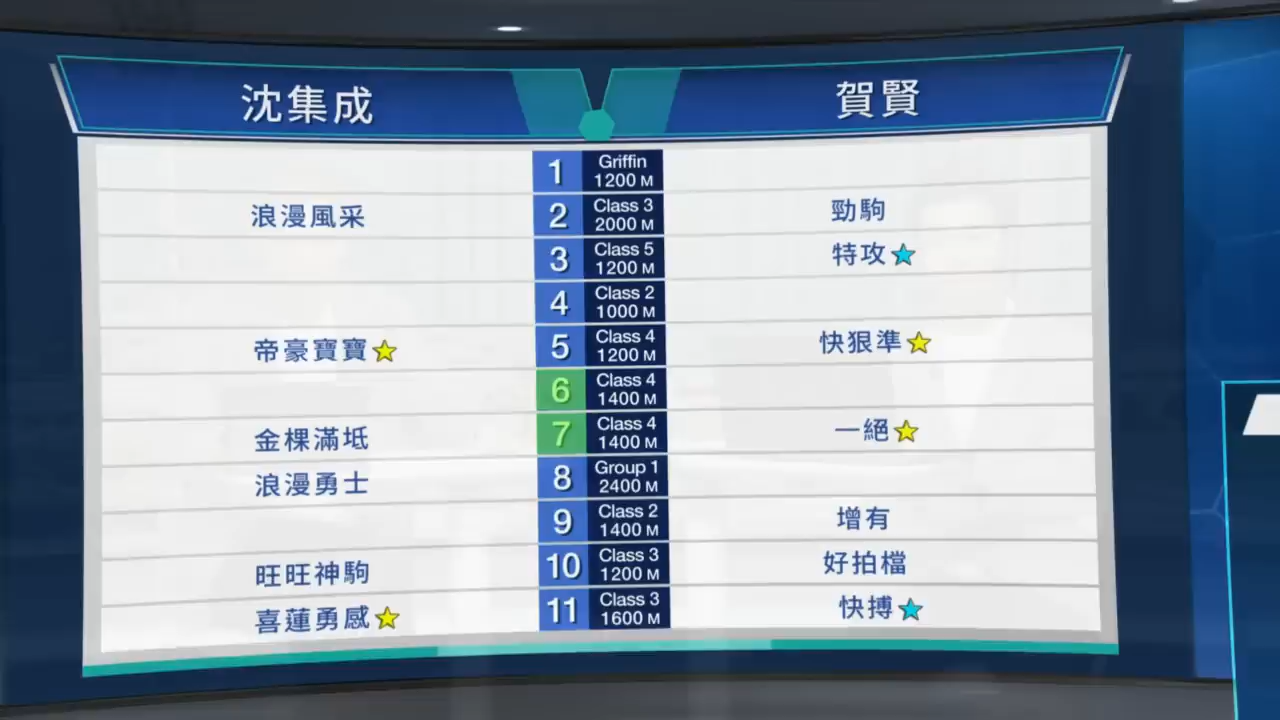 沈集成 賀賢
1 Griffin 1200 M
浪漫風采 2 Class 3 2000 M 勁駒
3 Class 5 1200 M 特攻
4 Class 2 1000 M
帝豪寶寶 5 Class 4 1200 M 快狠準
6 Class 4 1400 M
金棵滿坻 7 Class 4 1400 M 一絕
浪漫勇士 8 Group 1 2400 M
9 Class 2 1400 M 增有
旺旺神駒 10 Class 3 1200 M 好拍檔
喜蓮勇感 11 Class 3 1600 M 快搏